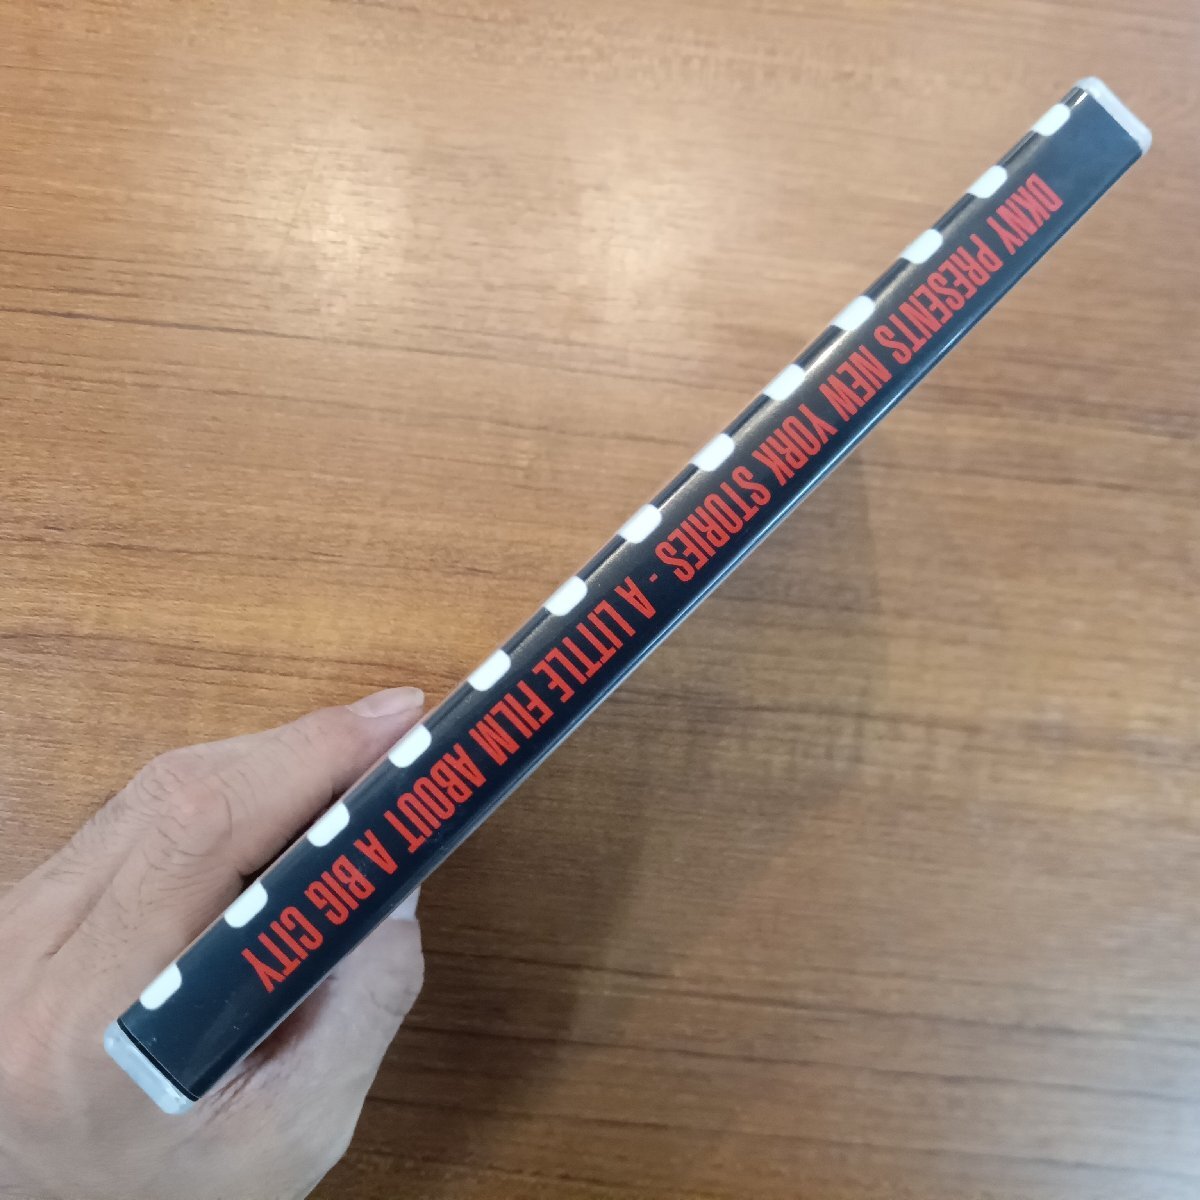 DKNY PRESENTS NEW YORK STORIES - A LITTLE FILM ABOUT A BIG CITY